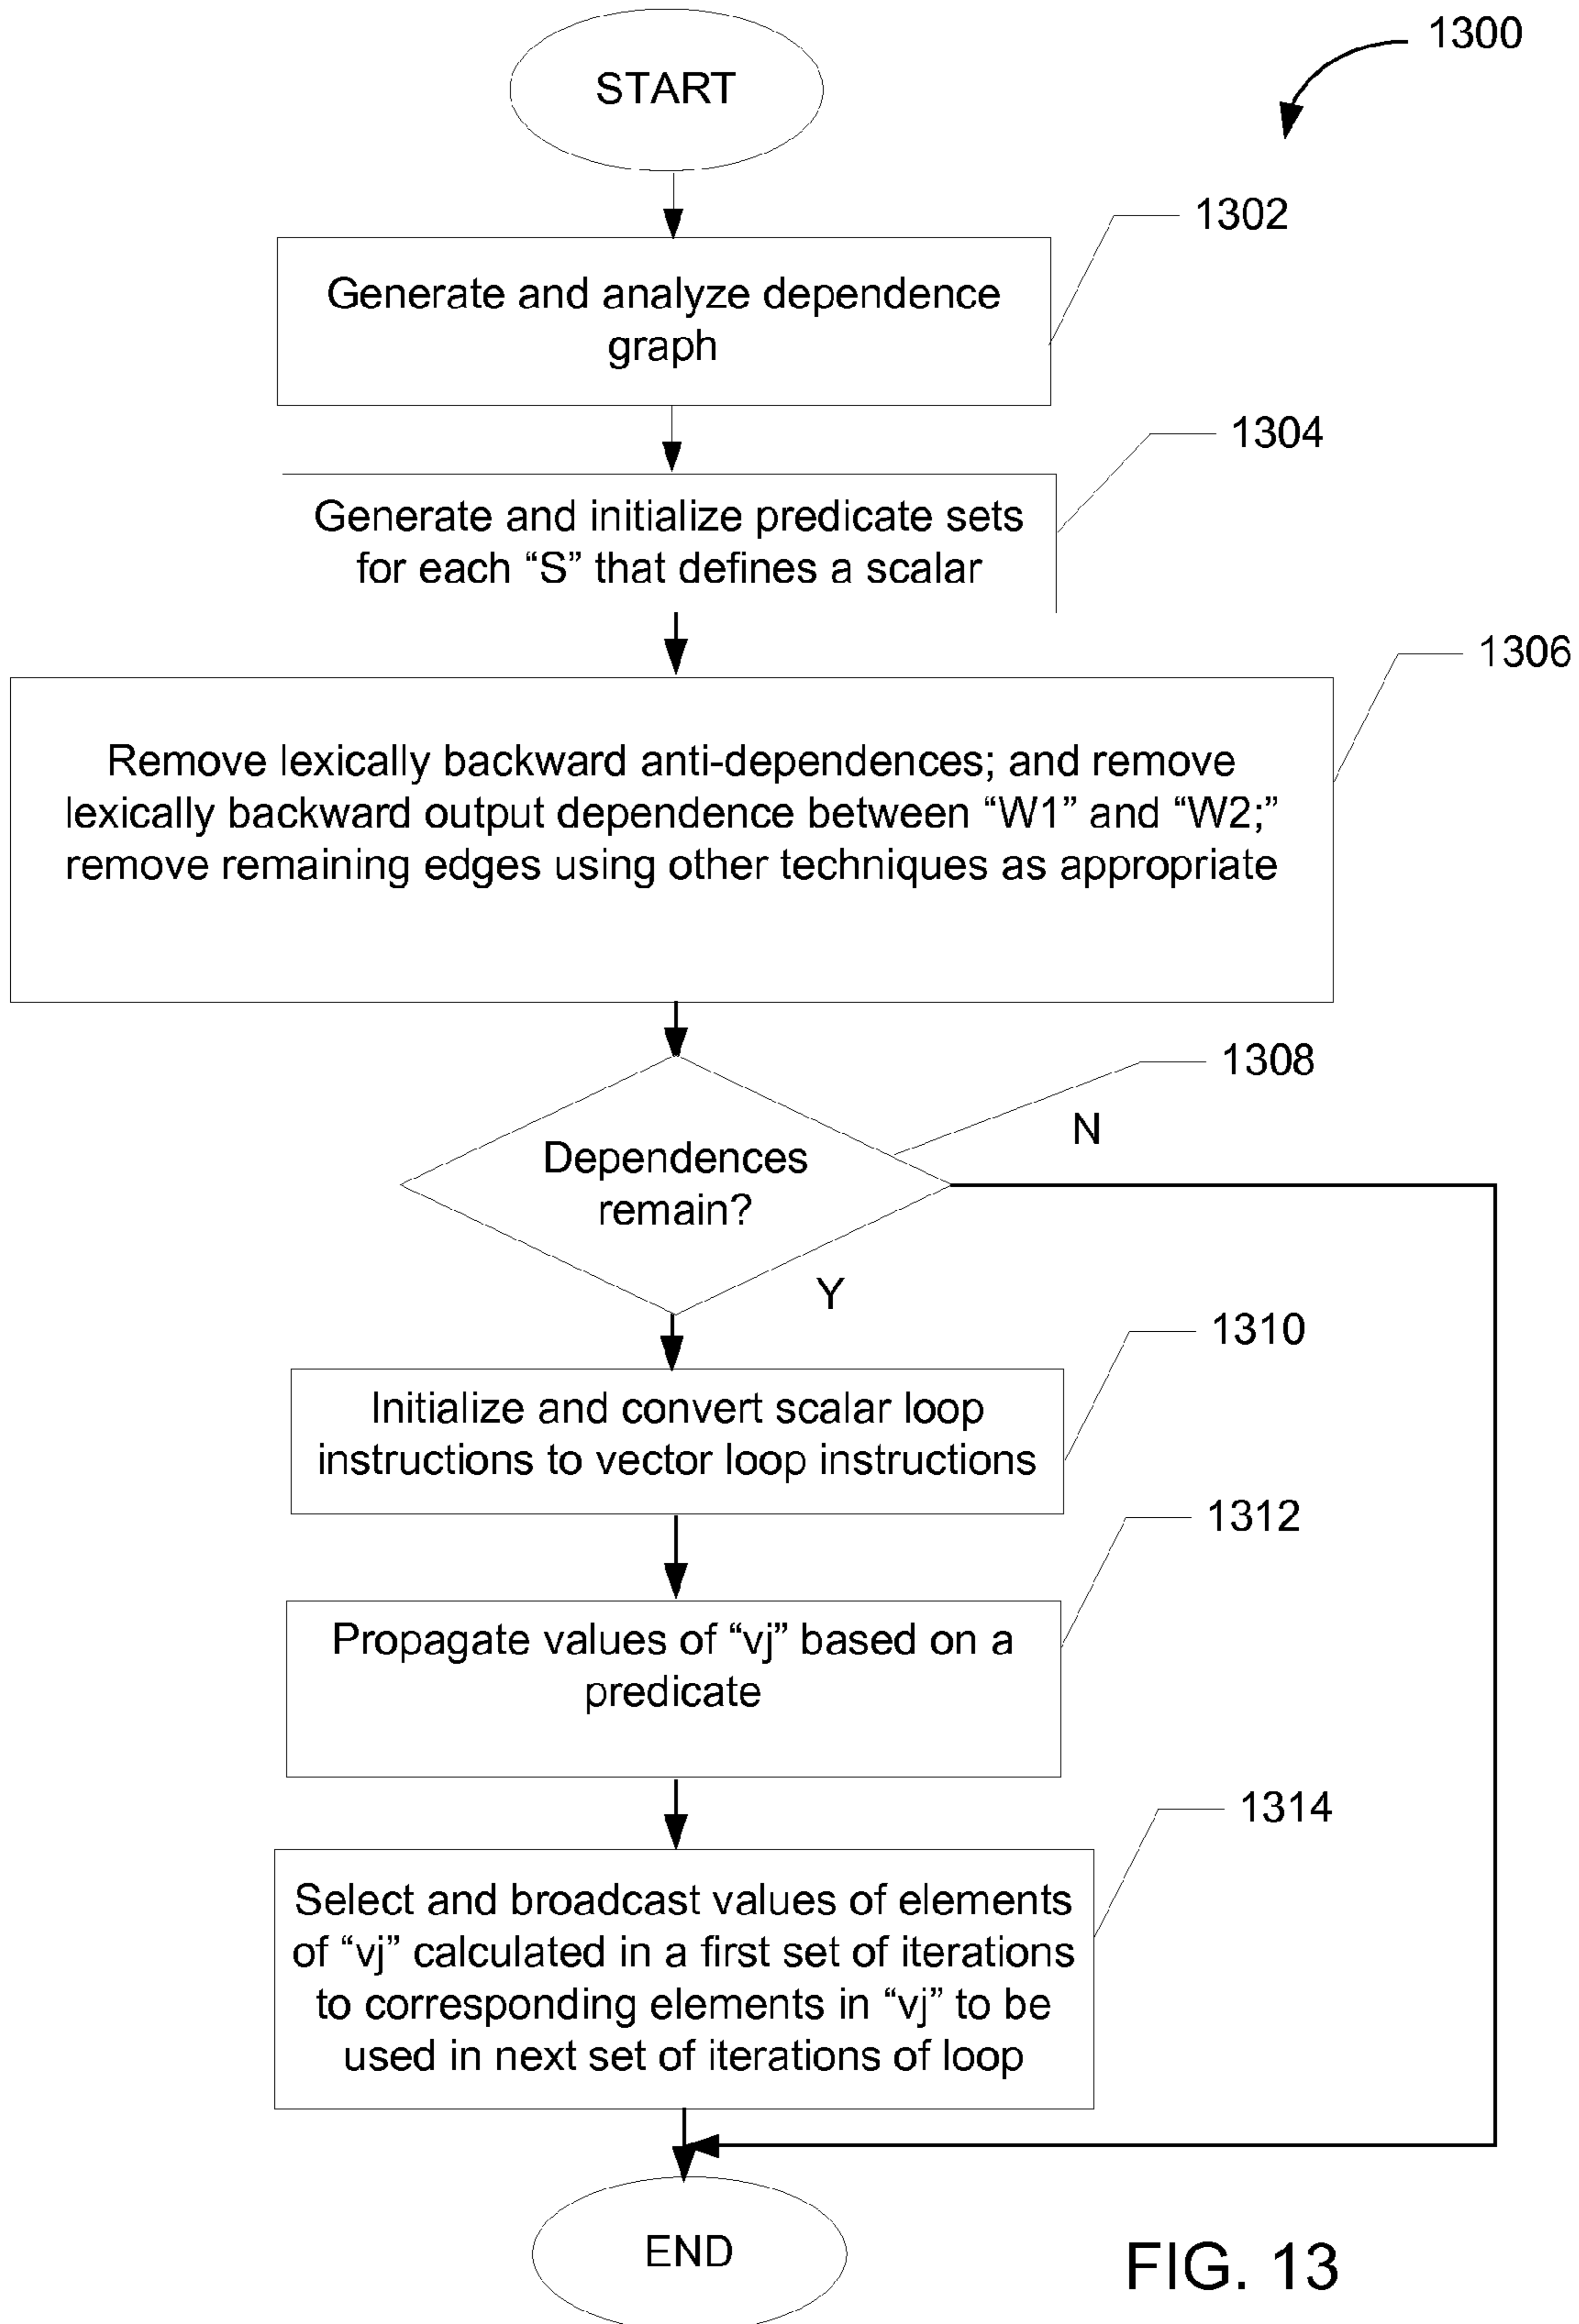 1300
START
1302
Generate and analyze dependence
graph
1304
Generate and initialize predicate sets
for each “S” that defines a scalar
1306
Remove lexically backward anti-dependences; and remove
lexically backward output dependence between “W1” and “W2;”
remove remaining edges using other techniques as appropriate
1308
N
Dependences
remain?
Y
1310
Initialize and convert scalar loop
instructions to vector loop instructions
1312
Propagate values of “vj” based on a
predicate
1314
Select and broadcast values of elements
of “vj” calculated in a first set of iterations
to corresponding elements in “vj” to be
used in next set of iterations of loop
END
FIG. 13